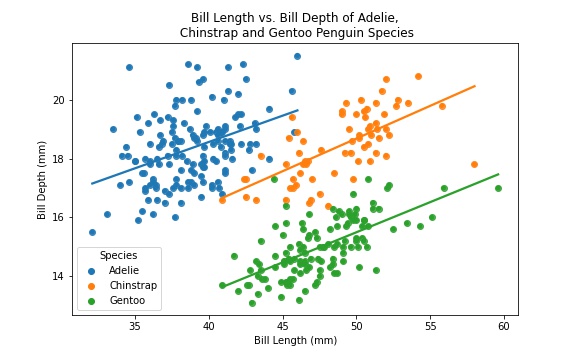 Bill Length vs. Bill Depth of Adelie,
Chinstrap and Gentoo Penguin Species
20
18
16
14
Bill Depth (mm)
Species
Adelie
Chinstrap
Gentoo
35
40
45
50
55
60
Bill Length (mm)